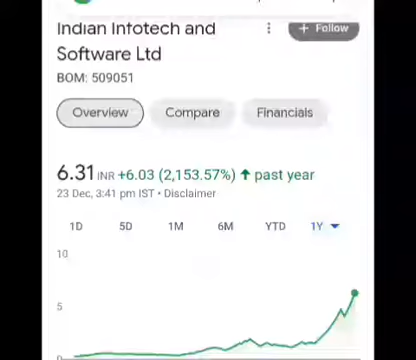 Indian Infotech and
Software Ltd
+ Follow
BOM: 509051
Overview
Compare
Financials
6.31 INR +6.03 (2,153.57%) ↑ past year
23 Dec, 3:41 pm IST • Disclaimer
1D 5D 1M 6M YTD 1Y
10
5
0